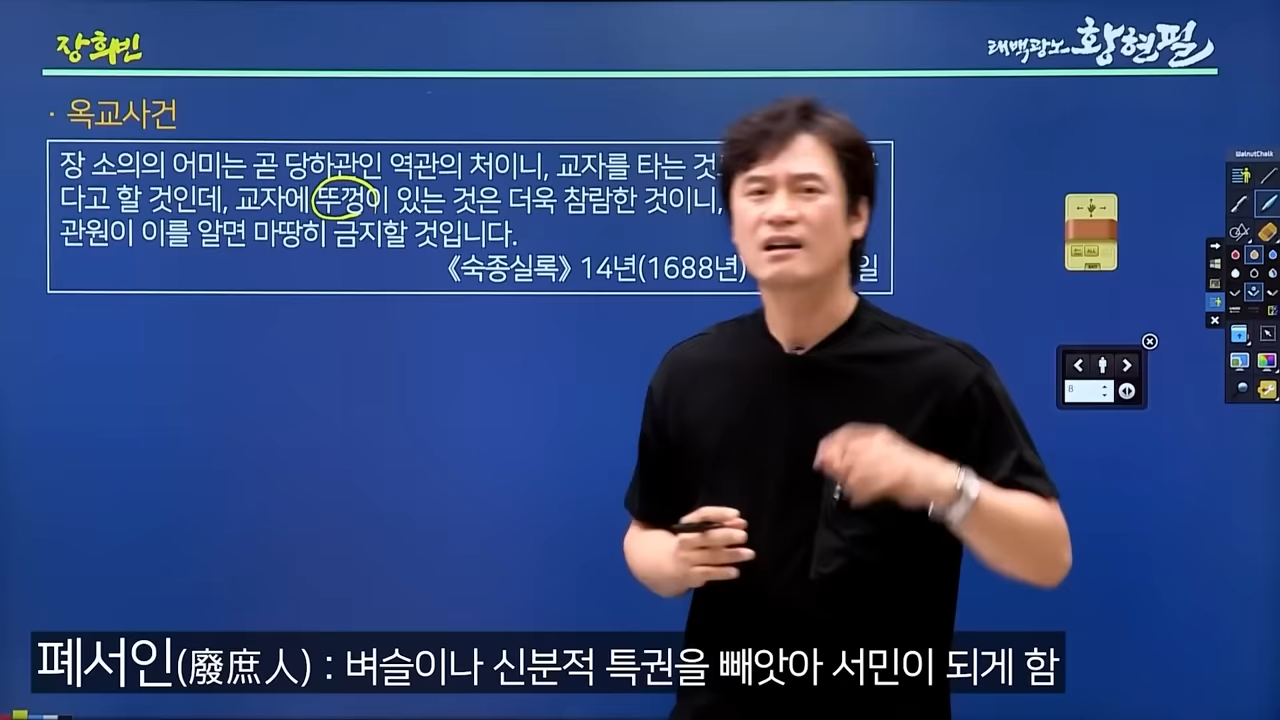 장희빈
태백광노 황현필
· 옥교사건
장 소의의 어미는 곧 당하관인 역관의 처이니, 교자를 타는 것
다고 할 것인데, 교자에 뚜껑이 있는 것은 더욱 참람한 것이니,
관원이 이를 알면 마땅히 금지할 것입니다.
《숙종실록》 14년(1688년) 일
WalnutChalk
ALL
EXIT
8
폐서인(廢庶人) : 벼슬이나 신분적 특권을 빼앗아 서민이 되게 함